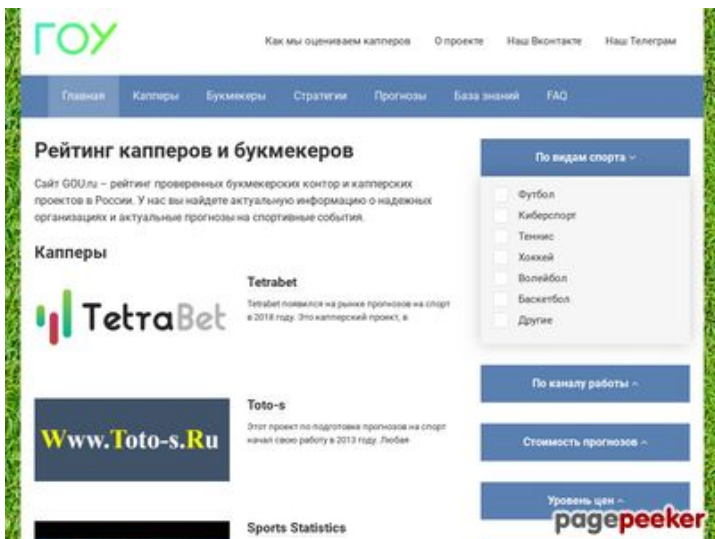 ГОУ
Как мы оцениваем капперов О проекте Наш Вконтакте Наш Телеграм
Главная Капперы Букмекеры Стратегии Прогнозы База знаний FAQ
Рейтинг капперов и букмекеров
Сайт GOU.ru – рейтинг проверенных букмекерских контор и капперских
проектов в России. У нас вы найдете актуальную информацию о надежных
организациях и актуальные прогнозы на спортивные события.
Капперы
TetraBet
Tetrabet
Tetrabet появился на рынке прогнозов на спорт
в 2018 году. Это капперский проект, в
Www.Toto-s.Ru
Toto-s
Этот проект по подготовке прогнозов на спорт
начал свою работу в 2013 году. Любая
Sports Statistics
По видам спорта
Футбол
Киберспорт
Теннис
Хоккей
Волейбол
Баскетбол
Другие
По каналу работы
Стоимость прогнозов
Уровень цен
pagepeeker